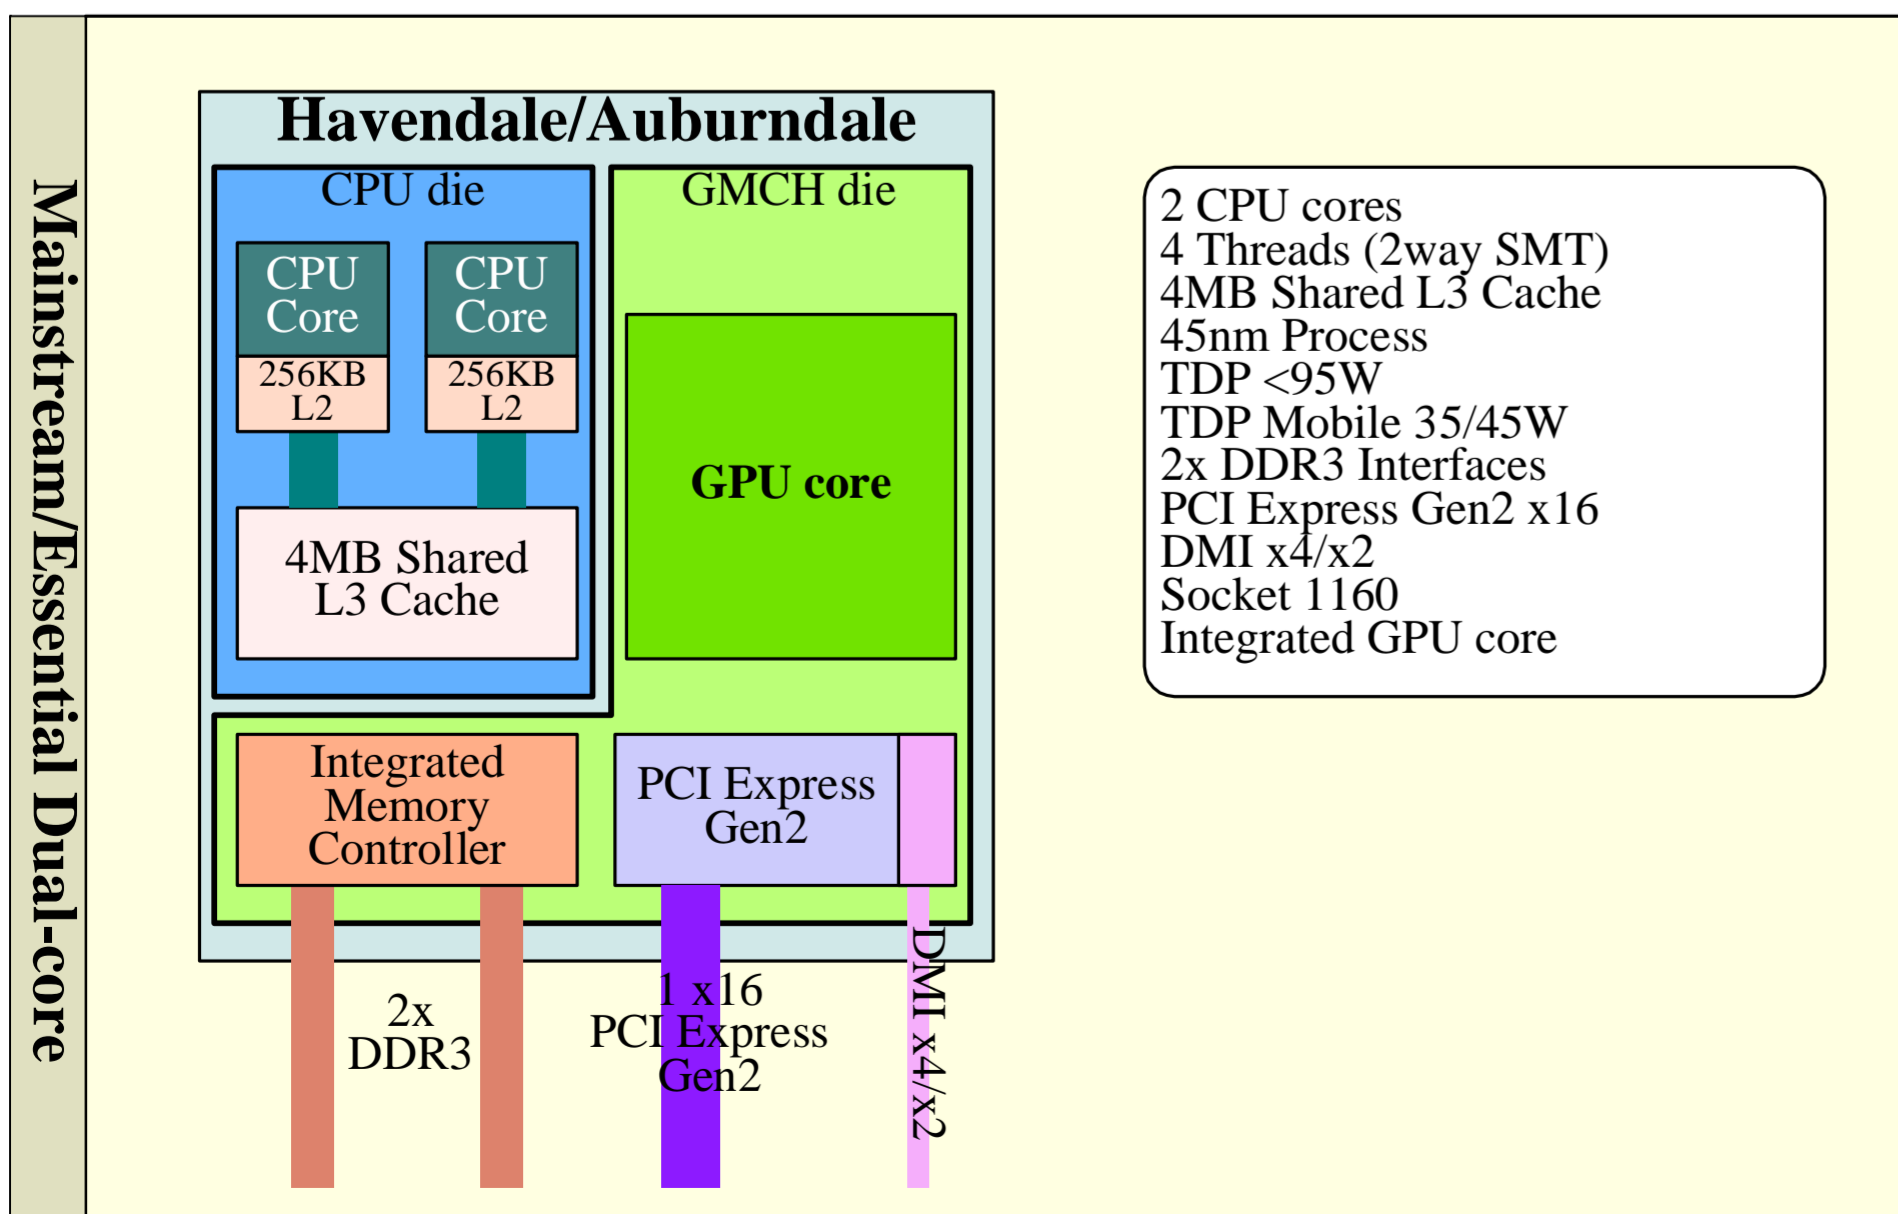 Mainstream/Essential Dual-core
Havendale/Auburndale
CPU die
GMCH die
CPU
Core
256KB
L2
CPU
Core
256KB
L2
4MB Shared
L3 Cache
GPU core
Integrated
Memory
Controller
PCI Express
Gen2
2x
DDR3
1 x16
PCI Express
Gen2
DMI x4/x2
2 CPU cores
4 Threads (2way SMT)
4MB Shared L3 Cache
45nm Process
TDP <95W
TDP Mobile 35/45W
2x DDR3 Interfaces
PCI Express Gen2 x16
DMI x4/x2
Socket 1160
Integrated GPU core